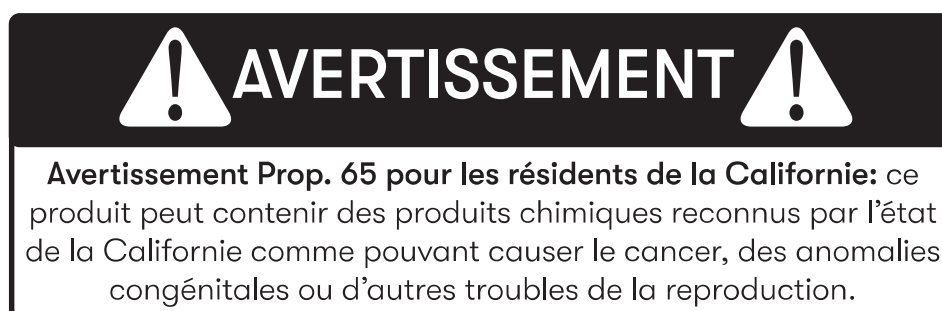 AVERTISSEMENT
Avertissement Prop. 65 pour les résidents de la Californie: ce
produit peut contenir des produits chimiques reconnus par l'état
de la Californie comme pouvant causer le cancer, des anomalies
congénitales ou d'autres troubles de la reproduction.